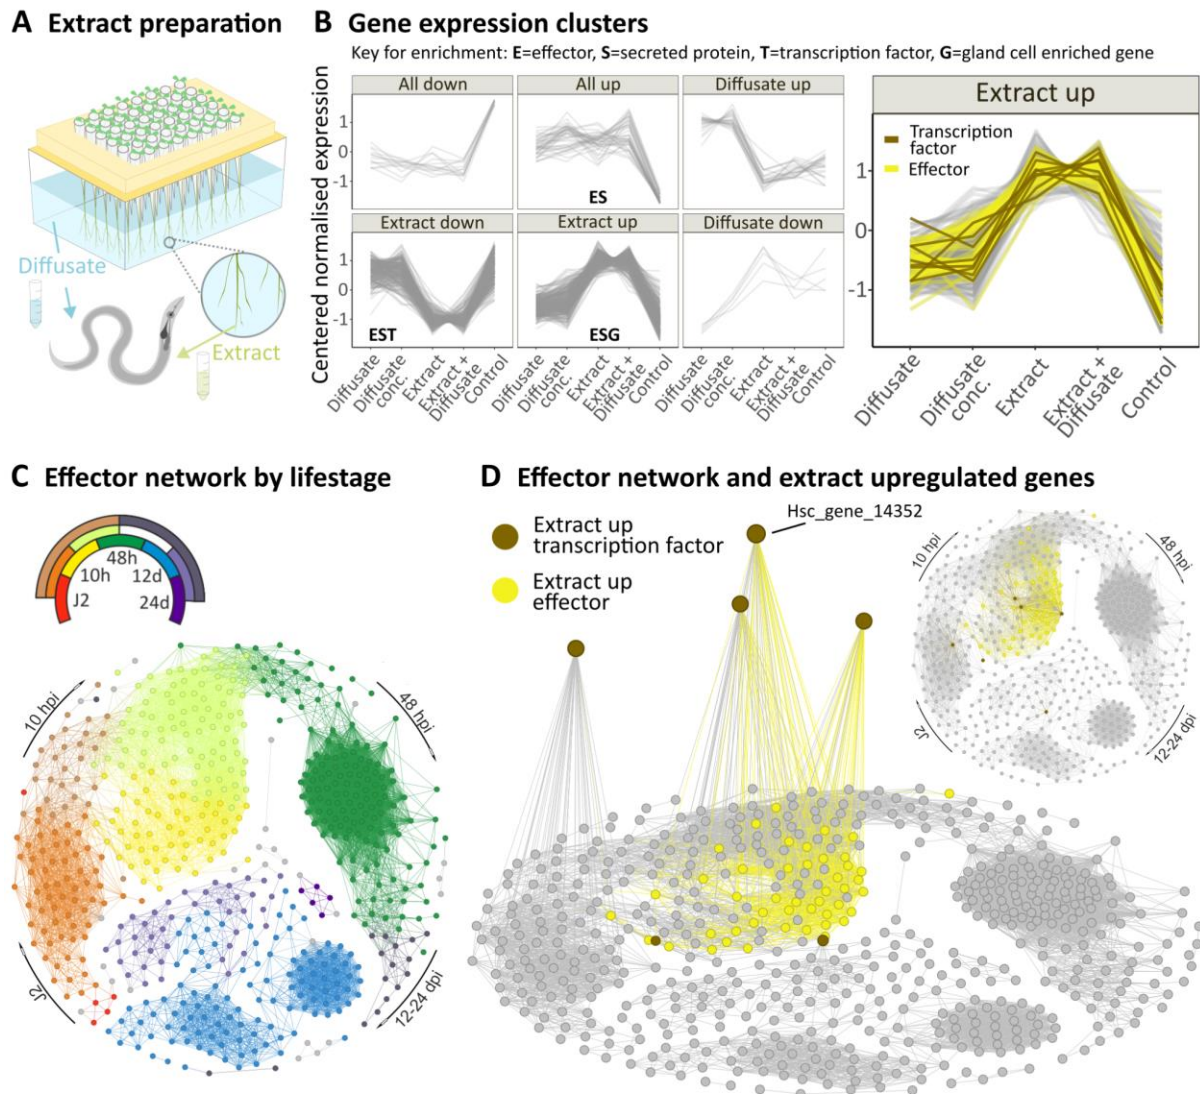 A Extract preparation
Diffusate
Extract
B Gene expression clusters
Key for enrichment: E=effector, S=secreted protein, T=transcription factor, G=gland cell enriched gene
Centered normalised expression
All down
All up
Diffusate up
1
0
-1
ES
Extract down
Extract up
Diffusate down
1
0
-1
EST
ESG
Diffusate
Diffusate
conc.
Extract
Extract +
Diffusate
Control
Diffusate
Diffusate
conc.
Extract
Extract +
Diffusate
Control
Diffusate
Diffusate
conc.
Extract
Extract +
Diffusate
Control
Extract up
Transcription
factor
Effector
1
0
-1
Diffusate
Diffusate
conc.
Extract
Extract +
Diffusate
Control
C Effector network by lifestage
48h
10h
12d
J2
24d
10 hpi
48 hpi
J2
12-24 dpi
D Effector network and extract upregulated genes
Extract up
transcription factor
Extract up
effector
Hsc_gene_14352
10 hpi
48 hpi
J2
12-24 dpi